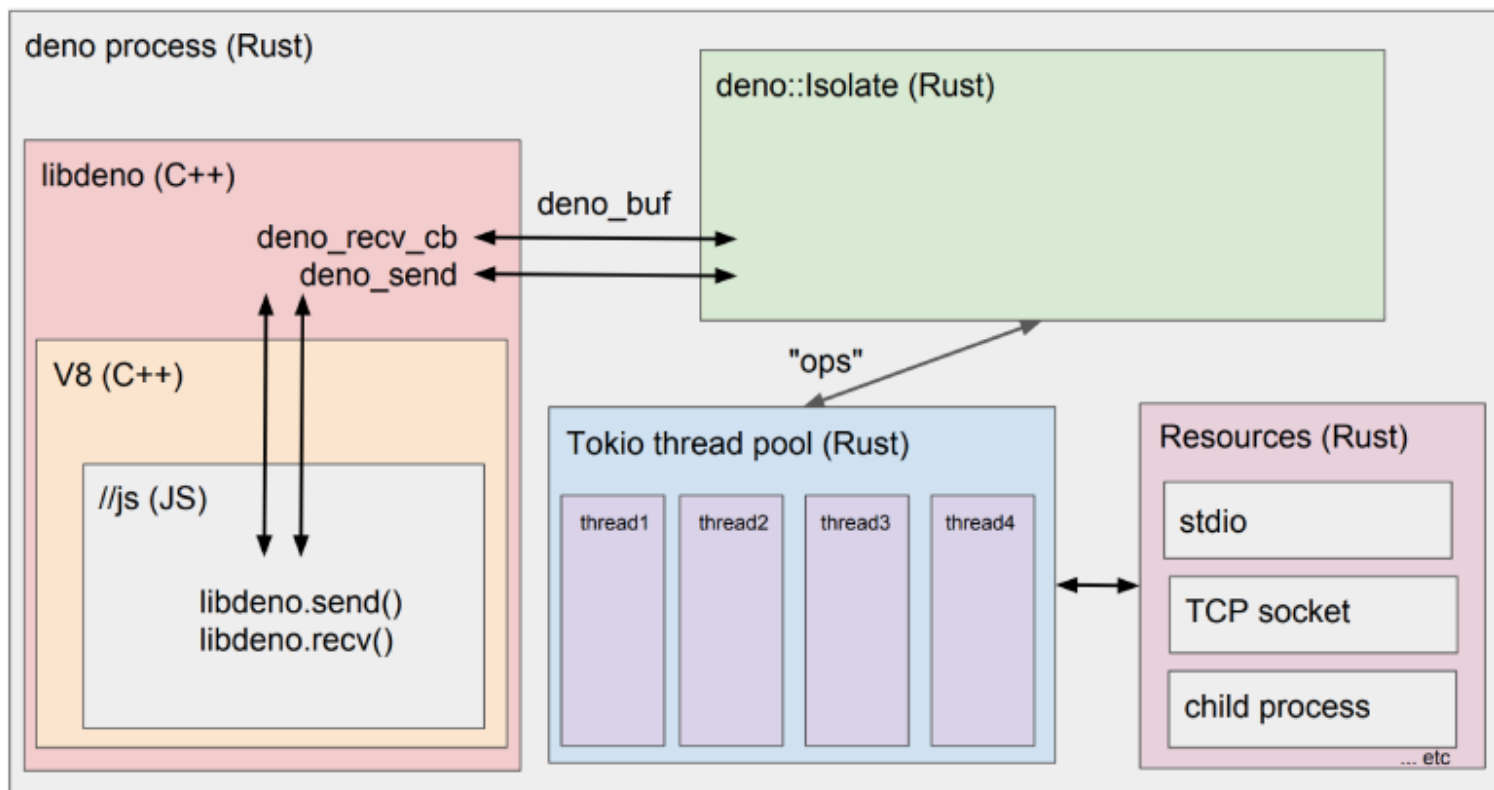 deno process (Rust)
deno::Isolate (Rust)
libdeno (C++)
deno_buf
deno_recv_cb
deno_send
V8 (C++)
"ops"
//js (JS)
libdeno.send()
libdeno.recv()
Tokio thread pool (Rust)
thread1
thread2
thread3
thread4
Resources (Rust)
stdio
TCP socket
child process
... etc